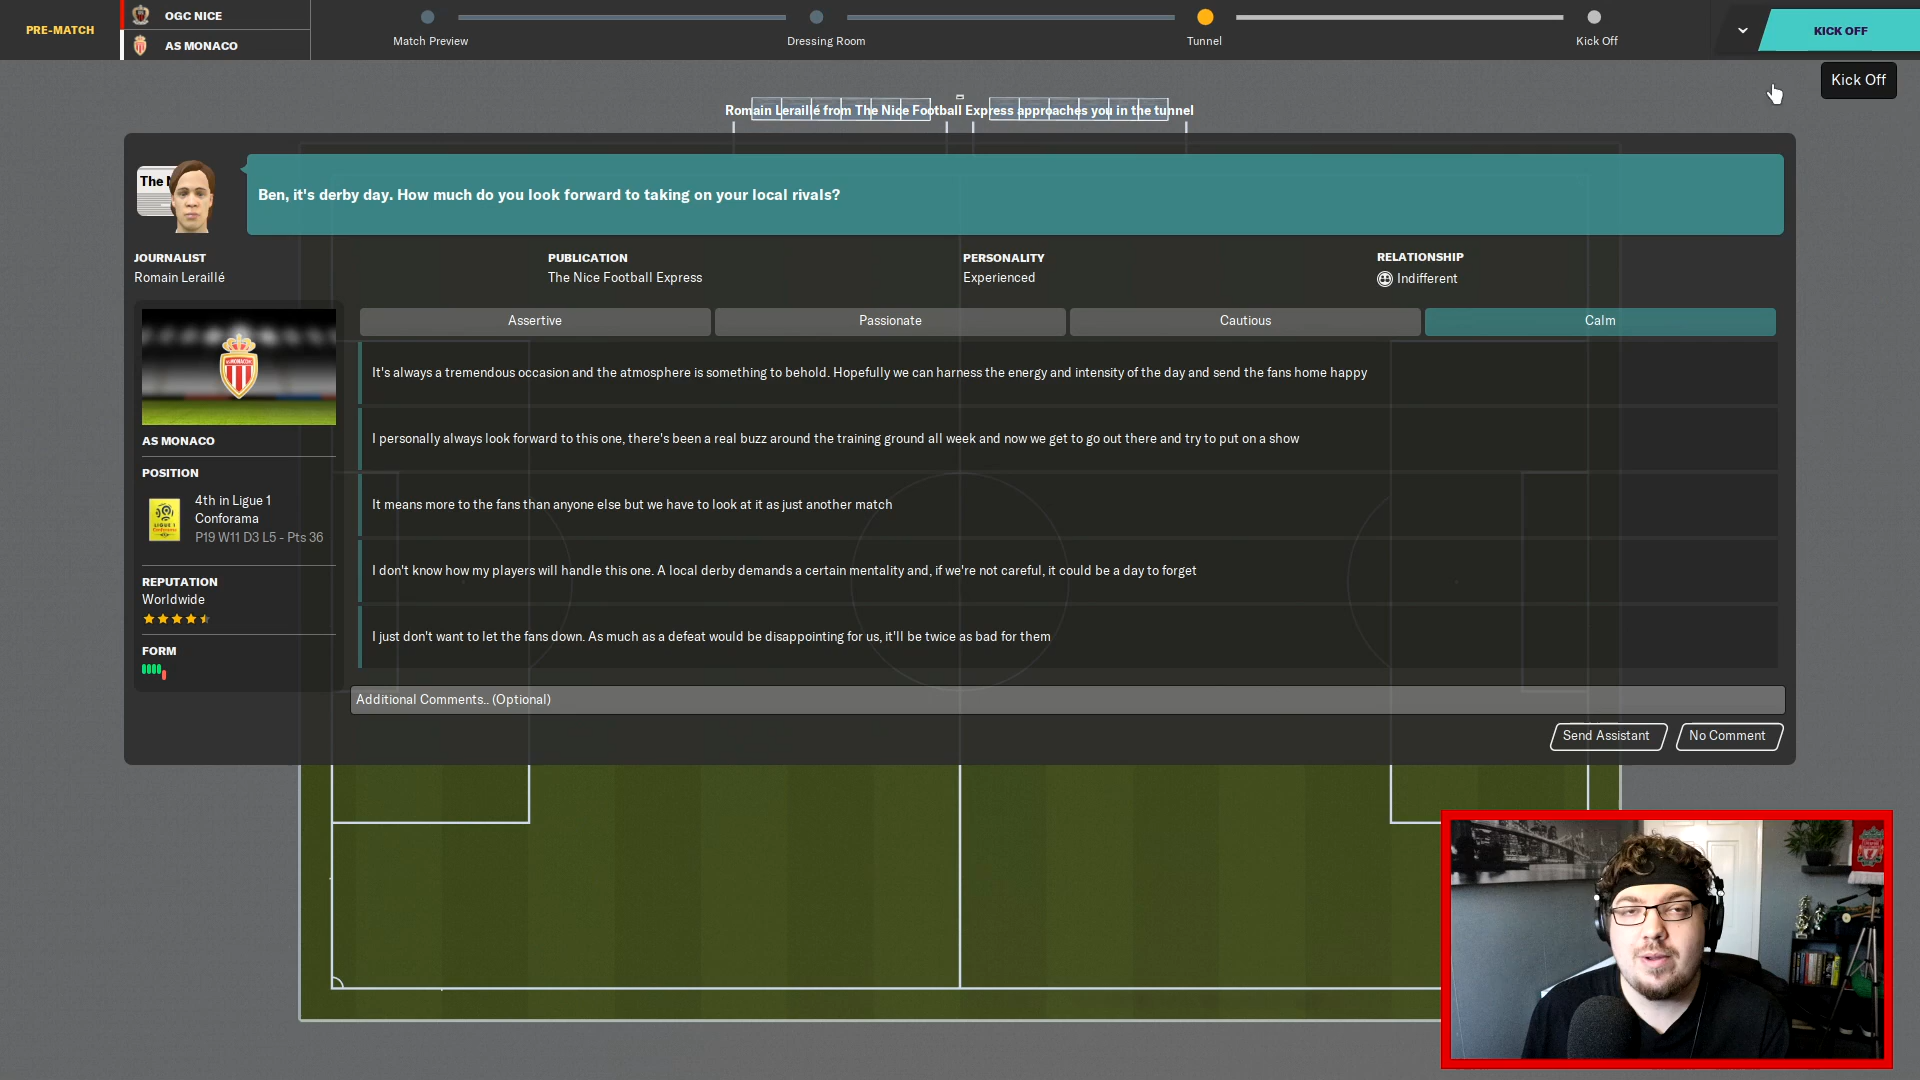 PRE-MATCH
OGC NICE
AS MONACO
Match Preview
Dressing Room
Tunnel
Kick Off
KICK OFF
Kick Off
Romain Leraillé from The Nice Football Express approaches you in the tunnel
The N
Ben, it's derby day. How much do you look forward to taking on your local rivals?
JOURNALIST
Romain Leraillé
PUBLICATION
The Nice Football Express
PERSONALITY
Experienced
RELATIONSHIP
Indifferent
Assertive
Passionate
Cautious
Calm
It's always a tremendous occasion and the atmosphere is something to behold. Hopefully we can harness the energy and intensity of the day and send the fans home happy
I personally always look forward to this one, there's been a real buzz around the training ground all week and now we get to go out there and try to put on a show
It means more to the fans than anyone else but we have to look at it as just another match
I don't know how my players will handle this one. A local derby demands a certain mentality and, if we're not careful, it could be a day to forget
I just don't want to let the fans down. As much as a defeat would be disappointing for us, it'll be twice as bad for them
AS MONACO
POSITION
4th in Ligue 1
Conforama
P19 W11 D3 L5 - Pts 36
REPUTATION
Worldwide
FORM
Additional Comments.. (Optional)
Send Assistant
No Comment